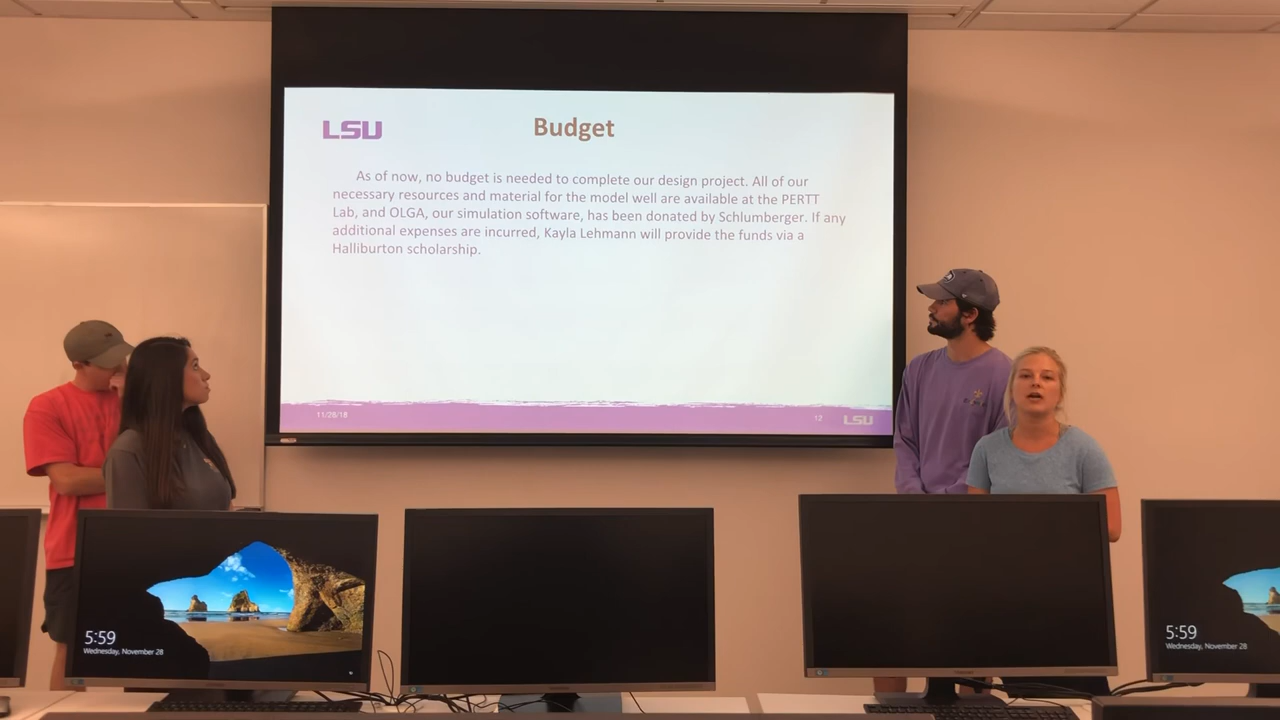 LSU
Budget
As of now, no budget is needed to complete our design project. All of our
necessary resources and material for the model well are available at the PERTT
Lab, and OLGA, our simulation software, has been donated by Schlumberger. If any
additional expenses are incurred, Kayla Lehmann will provide the funds via a
Halliburton scholarship.
11/28/18
12
LSU
5:59
Wednesday, November 28
5:59
Wednesday, November 28